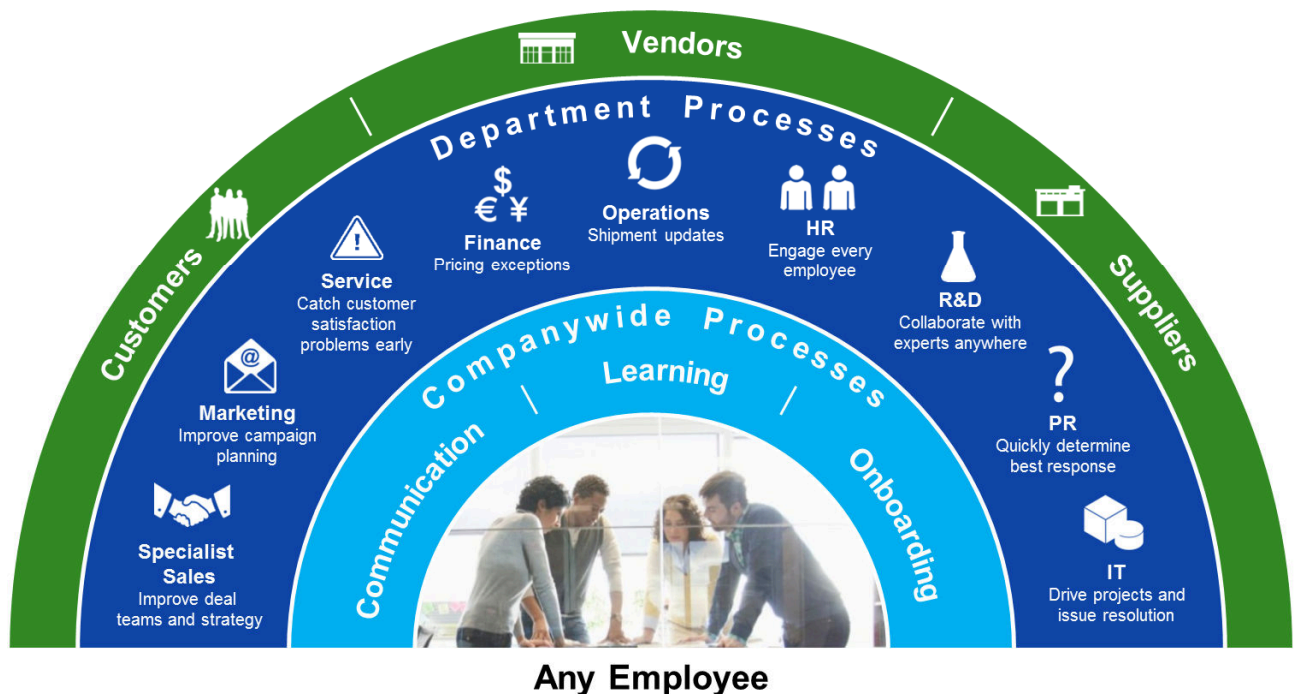 Vendors
Customers
Suppliers
Department Processes
Specialist
Sales
Improve deal
teams and strategy
Marketing
Improve campaign
planning
Service
Catch customer
satisfaction
problems early
Finance
Pricing exceptions
Operations
Shipment updates
HR
Engage every
employee
R&D
Collaborate with
experts anywhere
PR
Quickly determine
best response
IT
Drive projects and
issue resolution
Companywide Processes
Communication
Learning
Onboarding
Any Employee